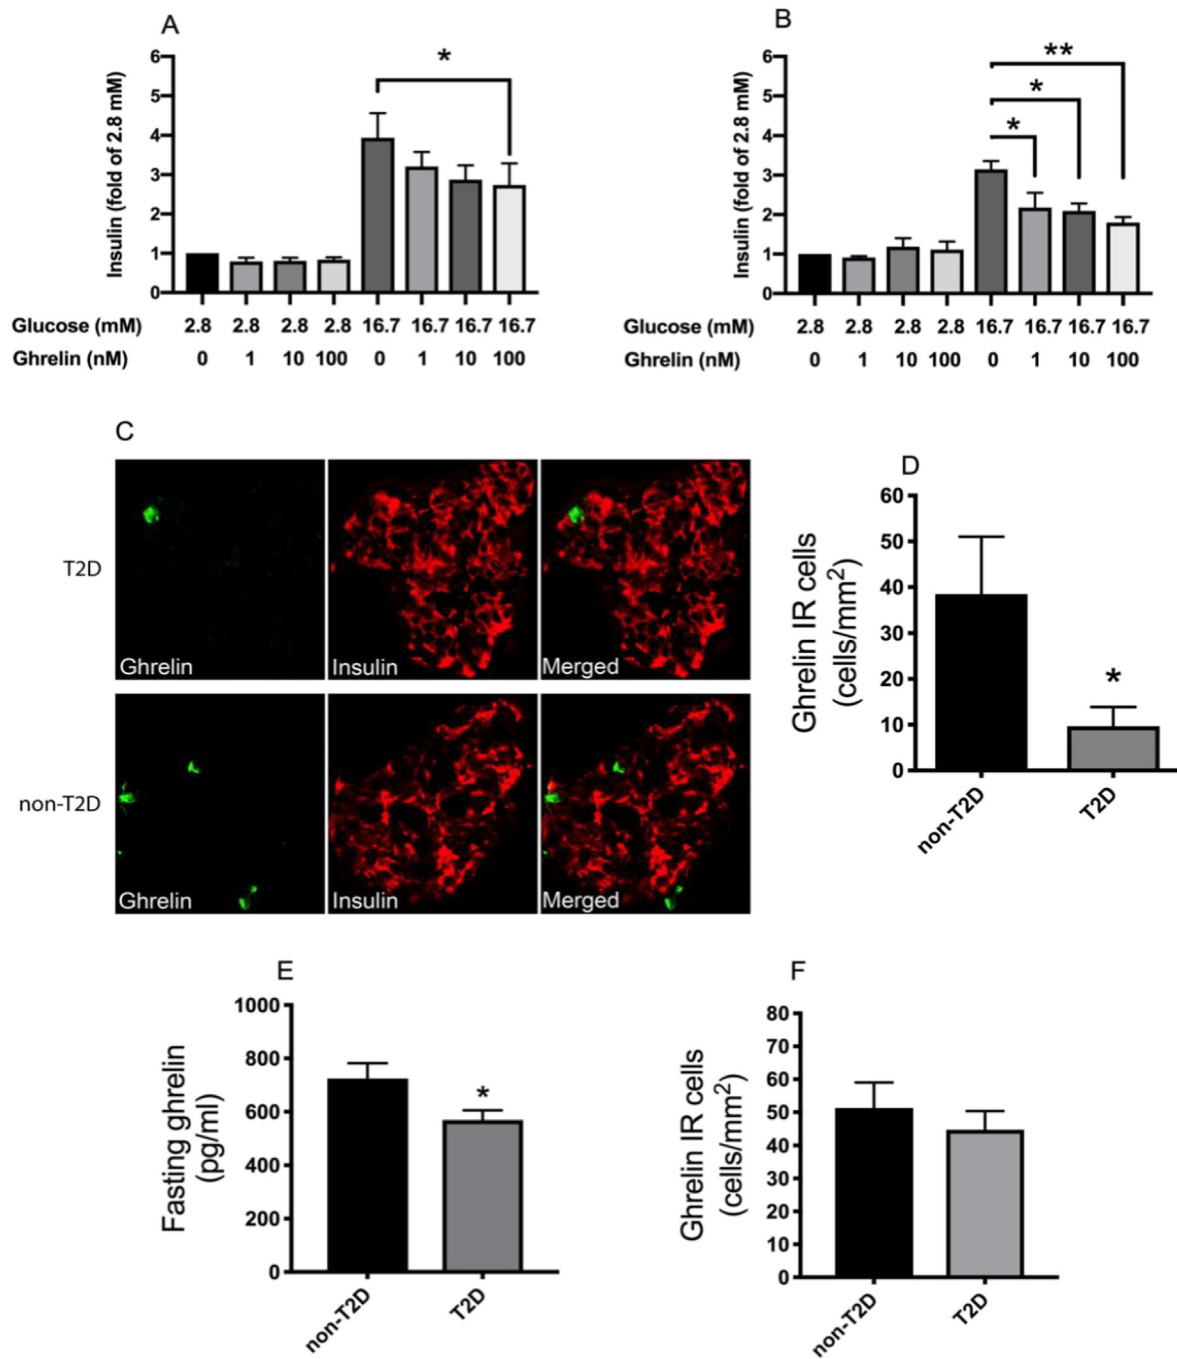 A
Insulin (fold of 2.8 mM)
6
5
4
3
2
1
0
*
Glucose (mM) 2.8 2.8 2.8 2.8 16.7 16.7 16.7 16.7
Ghrelin (nM) 0 1 10 100 0 1 10 100
B
Insulin (fold of 2.8 mM)
6
5
4
3
2
1
0
**
*
*
Glucose (mM) 2.8 2.8 2.8 2.8 16.7 16.7 16.7 16.7
Ghrelin (nM) 0 1 10 100 0 1 10 100
C
T2D
Ghrelin Insulin Merged
non-T2D
Ghrelin Insulin Merged
D
Ghrelin IR cells
(cells/mm²)
60
50
40
30
20
10
0
*
non-T2D T2D
E
Fasting ghrelin
(pg/ml)
1000
800
600
400
200
0
*
non-T2D T2D
F
Ghrelin IR cells
(cells/mm²)
80
70
60
50
40
30
20
10
0
non-T2D T2D